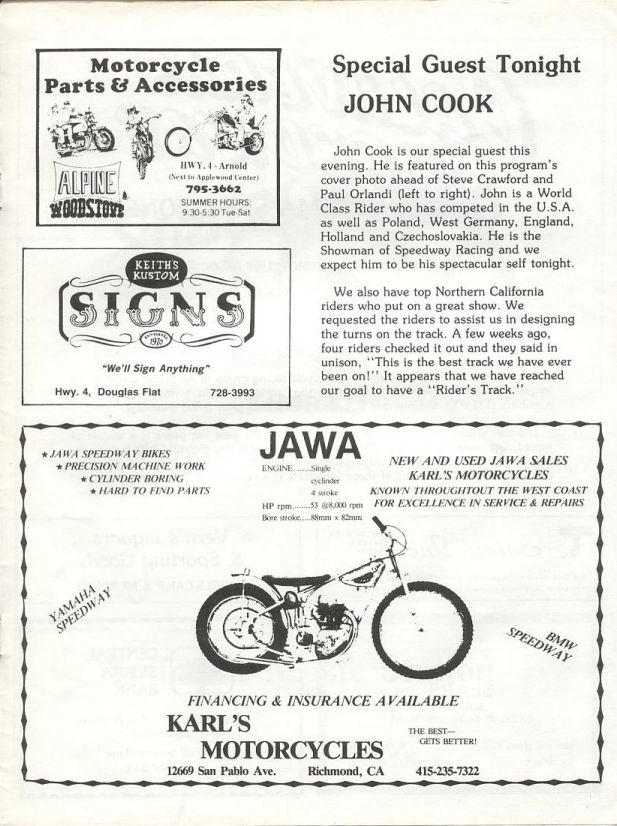 Motorcycle
Parts & Accessories
ALPINE
WOODSTOVE
HWY. 4 - Arnold
(Next to Applewood Center)
795-3662
SUMMER HOURS:
9:30-5:30 Tue-Sat
KEITH'S
KUSTOM
SIGNS
ESTABLISHED
1970
"We'll Sign Anything"
Hwy. 4, Douglas Flat 728-3993
Special Guest Tonight
JOHN COOK
John Cook is our special guest this
evening. He is featured on this program's
cover photo ahead of Steve Crawford and
Paul Orlandi (left to right). John is a World
Class Rider who has competed in the U.S.A.
as well as Poland, West Germany, England,
Holland and Czechoslovakia. He is the
Showman of Speedway Racing and we
expect him to be his spectacular self tonight.
We also have top Northern California
riders who put on a great show. We
requested the riders to assist us in designing
the turns on the track. A few weeks ago,
four riders checked it out and they said in
unison, "This is the best track we have ever
been on!" It appears that we have reached
our goal to have a "Rider's Track."
★ JAWA SPEEDWAY BIKES
★ PRECISION MACHINE WORK
★ CYLINDER BORING
★ HARD TO FIND PARTS
JAWA
ENGINE........Single
cyclinder
4 stroke
HP rpm.........53 @8,000 rpm
Bore stroke.....88mm x 82mm
NEW AND USED JAWA SALES
KARL'S MOTORCYCLES
KNOWN THROUGHTOUT THE WEST COAST
FOR EXCELLENCE IN SERVICE & REPAIRS
YAMAHA
SPEEDWAY
BMW
SPEEDWAY
FINANCING & INSURANCE AVAILABLE
KARL'S
MOTORCYCLES
THE BEST—
GETS BETTER!
12669 San Pablo Ave. Richmond, CA 415-235-7322